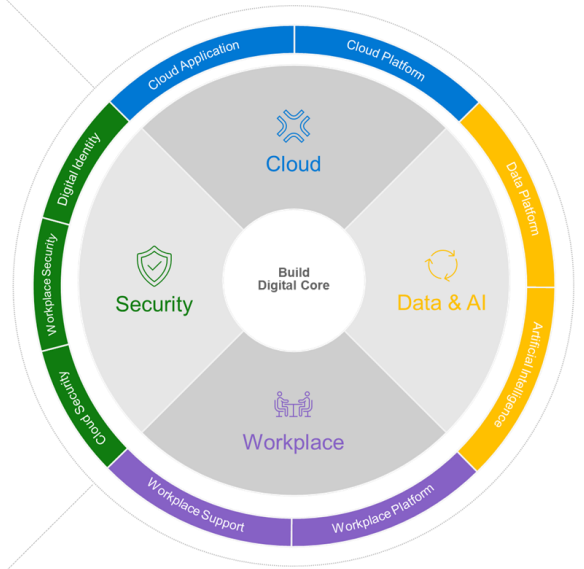 Cloud Application
Cloud Platform
Digital Identity
Data Platform
Cloud
Workplace Security
Build
Digital Core
Security
Data & AI
Artificial Intelligence
Cloud Security
Workplace
Workplace Support
Workplace Platform